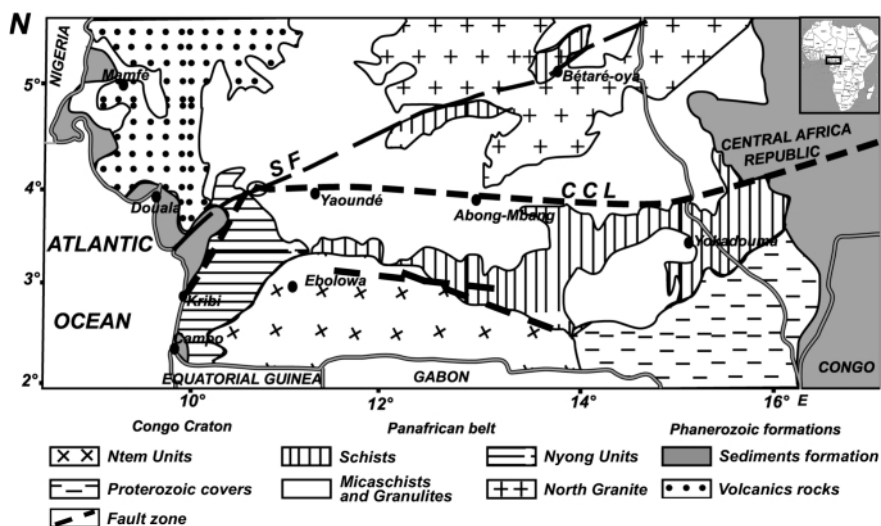 N
NIGERIA
5°
Mamfé
Bétaré-oya
CENTRAL AFRICA
REPUBLIC
S F
4°
C C L
Douala
Yaoundé
Abong-Mbang
ATLANTIC
Yokadouma
3°
Ebolowa
Kribi
OCEAN
Campo
2°
EQUATORIAL GUINEA
GABON
CONGO
10°
12°
14°
16° E
Congo Craton
Panafrican belt
Phanerozoic formations
Ntem Units
Schists
Nyong Units
Sediments formation
Proterozoic covers
Micaschists
and Granulites
North Granite
Volcanics rocks
Fault zone